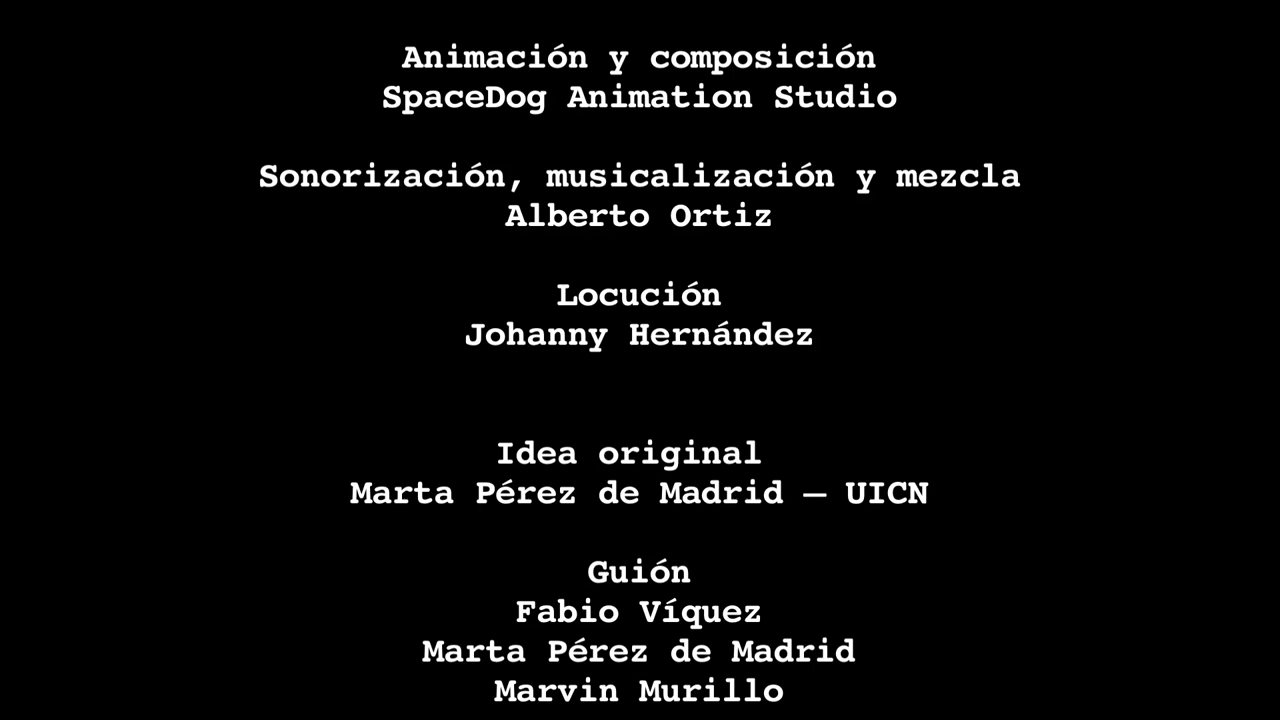 Animación y composición
SpaceDog Animation Studio
Sonorización, musicalización y mezcla
Alberto Ortiz
Locución
Johanny Hernández
Idea original
Marta Pérez de Madrid – UICN
Guión
Fabio Víquez
Marta Pérez de Madrid
Marvin Murillo